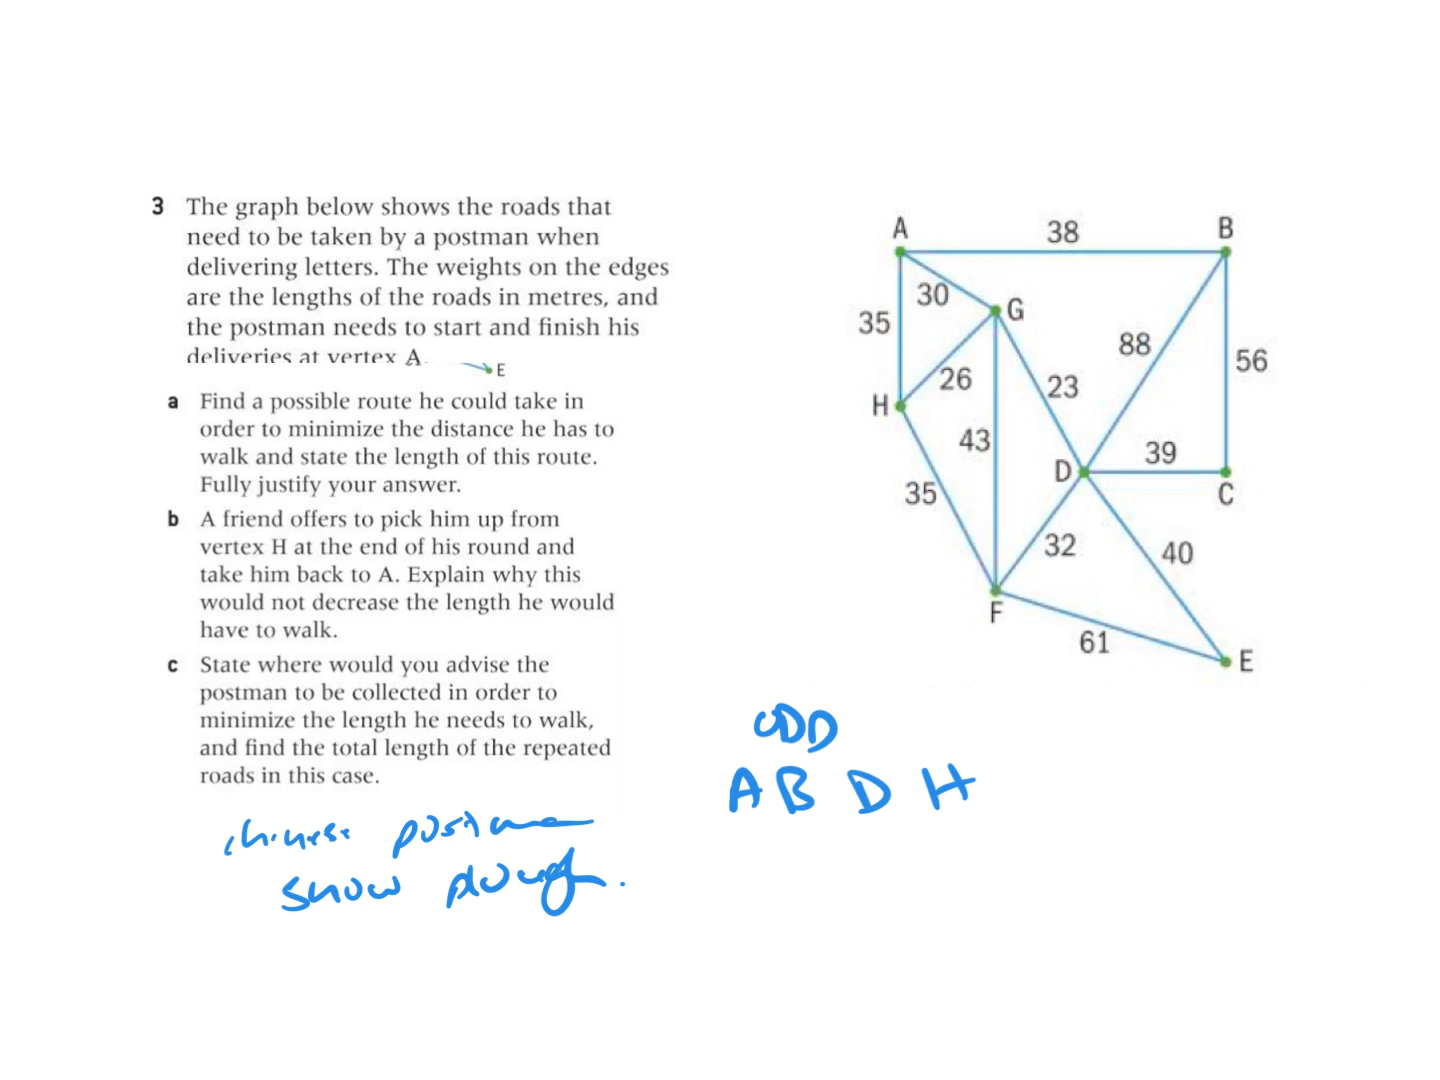 3 The graph below shows the roads that
need to be taken by a postman when
delivering letters. The weights on the edges
are the lengths of the roads in metres, and
the postman needs to start and finish his
deliveries at vertex A.
E
a Find a possible route he could take in
order to minimize the distance he has to
walk and state the length of this route.
Fully justify your answer.
b A friend offers to pick him up from
vertex H at the end of his round and
take him back to A. Explain why this
would not decrease the length he would
have to walk.
c State where would you advise the
postman to be collected in order to
minimize the length he needs to walk,
and find the total length of the repeated
roads in this case.
A 38 B
30 G
35
88 56
26 23
H
43 39
D C
35
32 40
F
61 E
ODD
A B D H
chinese postman
snow plough.